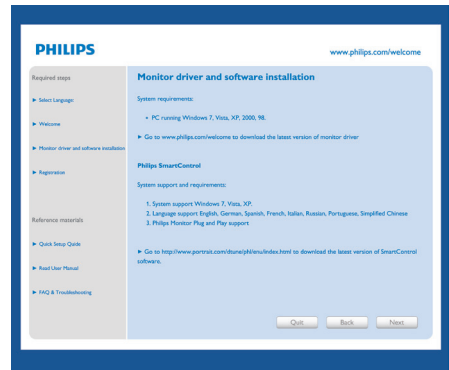 PHILIPS
www.philips.com/welcome
Required steps
► Select Language:
► Welcome
► Monitor driver and software installation
► Registration
Reference materials
► Quick Setup Quide
► Read User Manual
► FAQ & Troubleshooting
Monitor driver and software installation
System requirements:
• PC running Windows 7, Vista, XP, 2000, 98.
► Go to www.philips.com/welcome to download the latest version of monitor driver
Philips SmartControl
System support and requirements:
1. System support Windows 7, Vista, XP.
2. Language support English, German, Spanish, French, Italian, Russian, Portuguese, Simplified Chinese
3. Philips Monitor Plug and Play support
► Go to http://www.portrait.com/dtune/phl/enu/index.html to download the latest version of SmartControl
software.
Quit
Back
Next